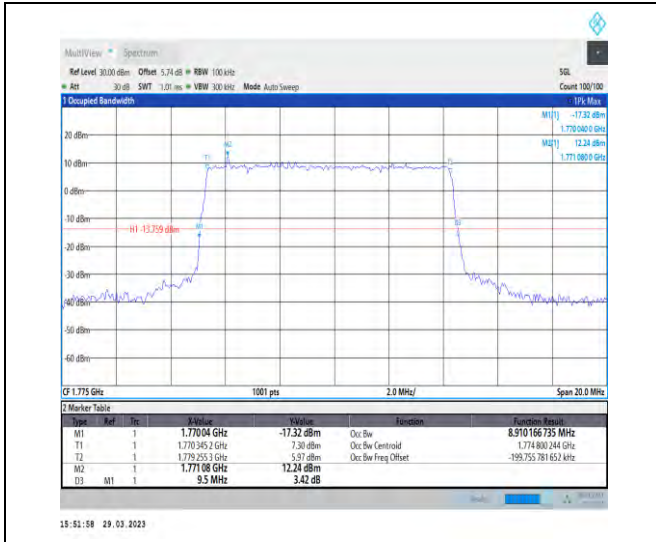 MultiView Spectrum
Ref Level 30.00 dBm Offset 5.74 dB RBW 100 kHz SGL
Att 30 dB SWT 1.01 ms VBW 300 kHz Mode Auto Sweep Count 100/100
1 Occupied Bandwidth 1Pk Max
M1[1] -17.32 dBm
1.770 040 0 GHz
M2[1] 12.24 dBm
1.771 080 0 GHz
20 dBm
M2
T1
10 dBm
0 dBm
-10 dBm
H1 -13.759 dBm
M1
-20 dBm
-30 dBm
-40 dBm
-50 dBm
-60 dBm
CF 1.775 GHz 1001 pts 2.0 MHz/ Span 20.0 MHz
2 Marker Table
Type Ref Trc X-Value Y-Value Function Function Result
M1 1 1.77004 GHz -17.32 dBm Occ Bw 8.910 166 735 MHz
T1 1 1.770 345 2 GHz 7.30 dBm Occ Bw Centroid 1.774 800 244 GHz
T2 1 1.779 255 3 GHz 5.97 dBm Occ Bw Freq Offset -199.755 781 652 kHz
M2 1 1.771 08 GHz 12.24 dBm
D3 M1 1 9.5 MHz 3.42 dB
15:51:58 29.03.2023